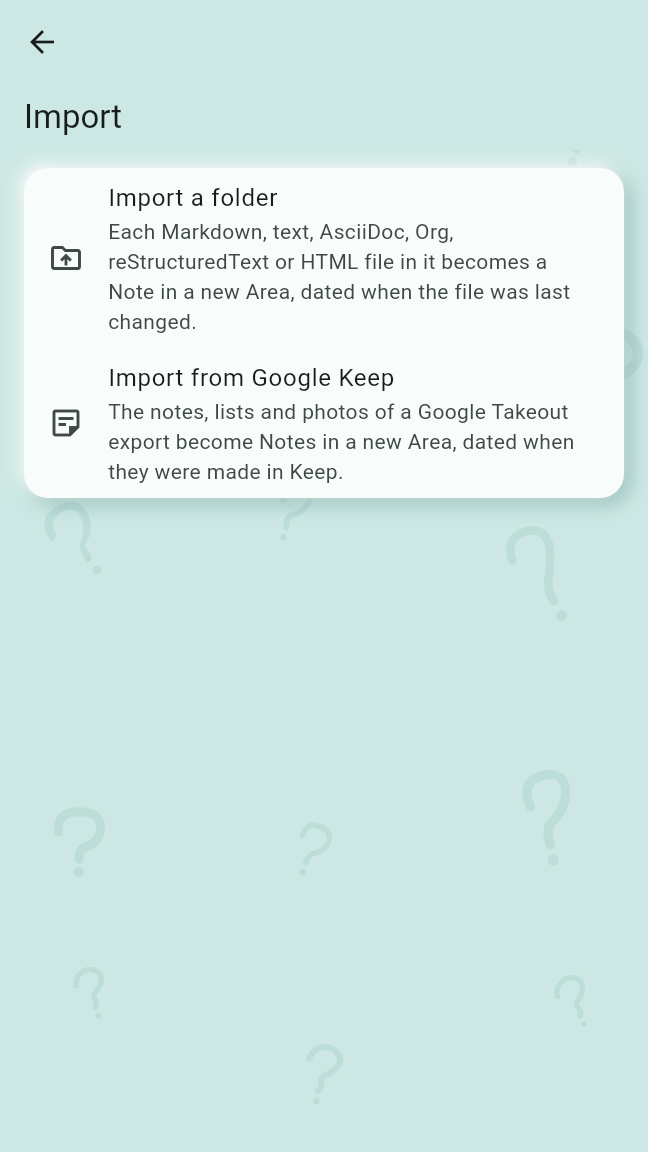 Import
Import a folder
Each Markdown, text, AsciiDoc, Org,
reStructuredText or HTML file in it becomes a
Note in a new Area, dated when the file was last
changed.
Import from Google Keep
The notes, lists and photos of a Google Takeout
export become Notes in a new Area, dated when
they were made in Keep.